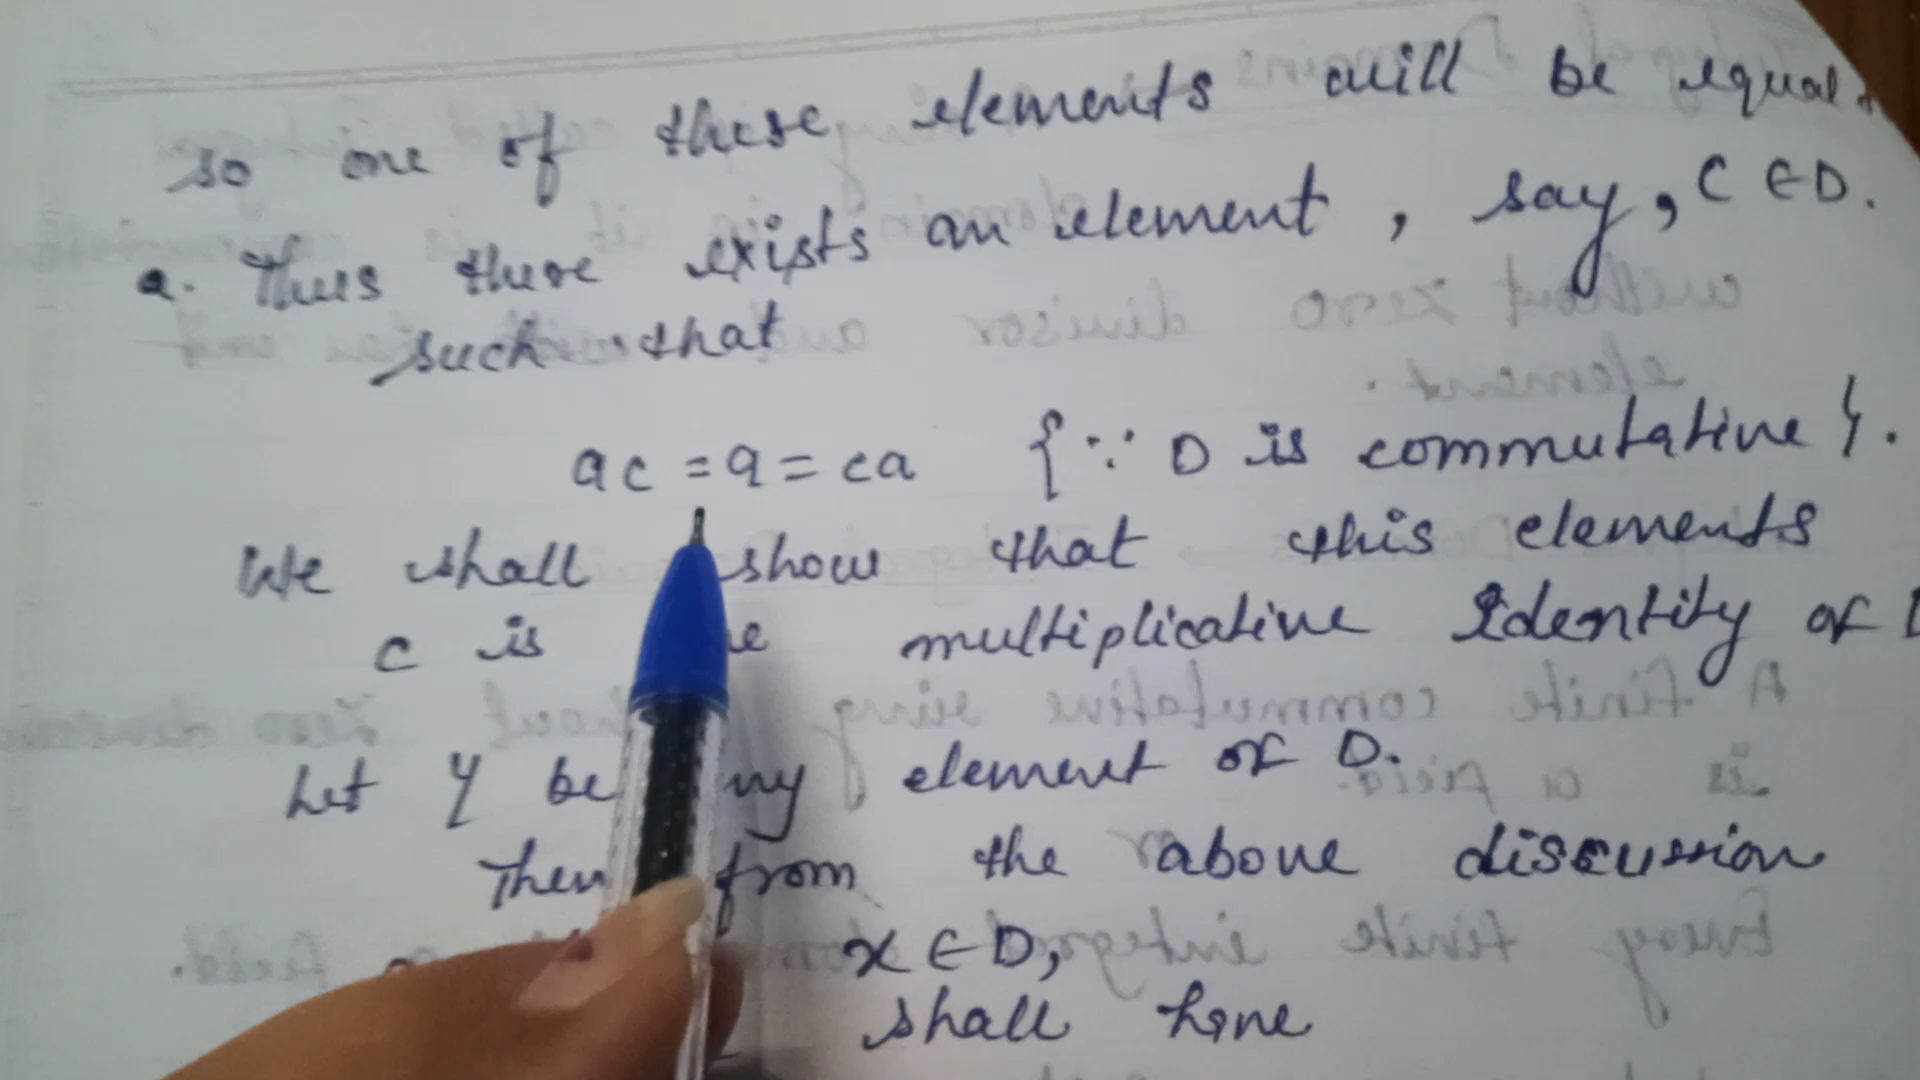 so one of these elements will be equal
a. Thus there exists an element, say, C ∈ D.
such that
ac = a = ca {∵ D is commutative}.
We shall show that this elements
c is multiplicative Identity of
Let y be element of D.
Then from the above discussion
x ∈ D,
shall have